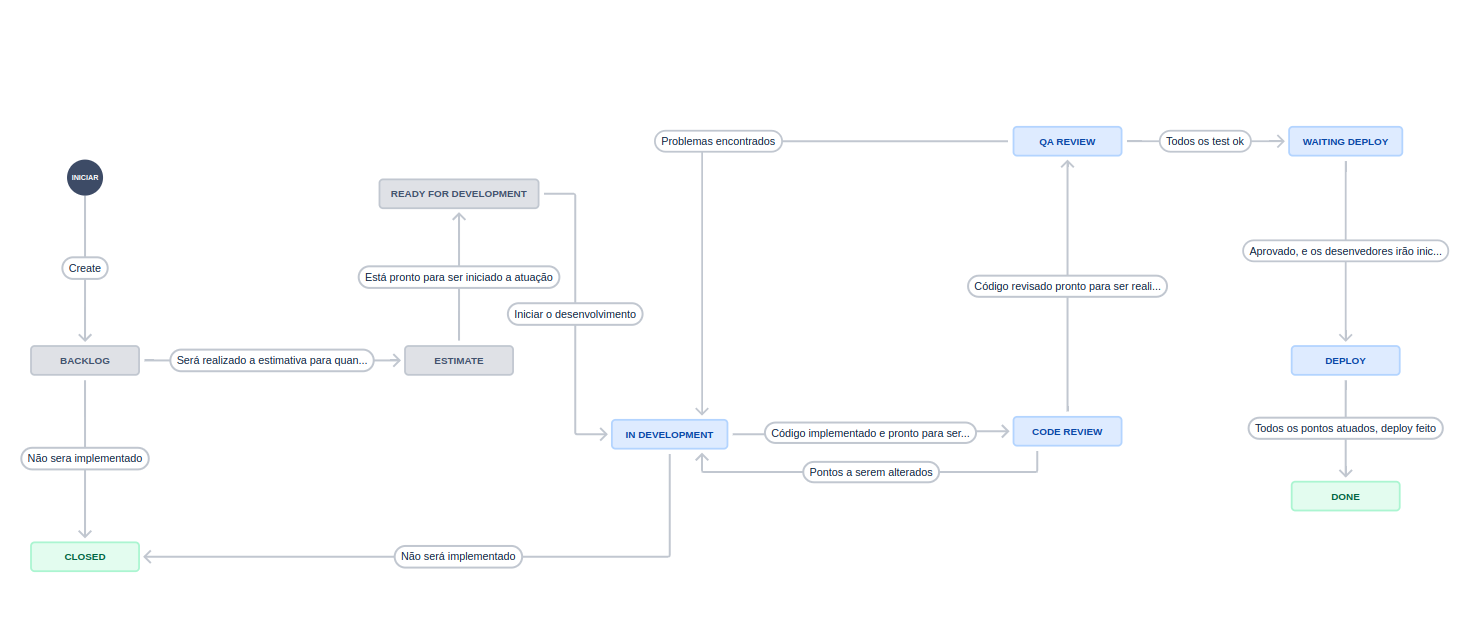 Problemas encontrados
QA REVIEW
Todos os test ok
WAITING DEPLOY
INICIAR
READY FOR DEVELOPMENT
Aprovado, e os desenvedores irão inic...
Create
Está pronto para ser iniciado a atuação
Código revisado pronto para ser reali...
Iniciar o desenvolvimento
BACKLOG
Será realizado a estimativa para quan...
ESTIMATE
DEPLOY
Todos os pontos atuados, deploy feito
IN DEVELOPMENT
Código implementado e pronto para ser...
CODE REVIEW
Não sera implementado
Pontos a serem alterados
DONE
CLOSED
Não será implementado